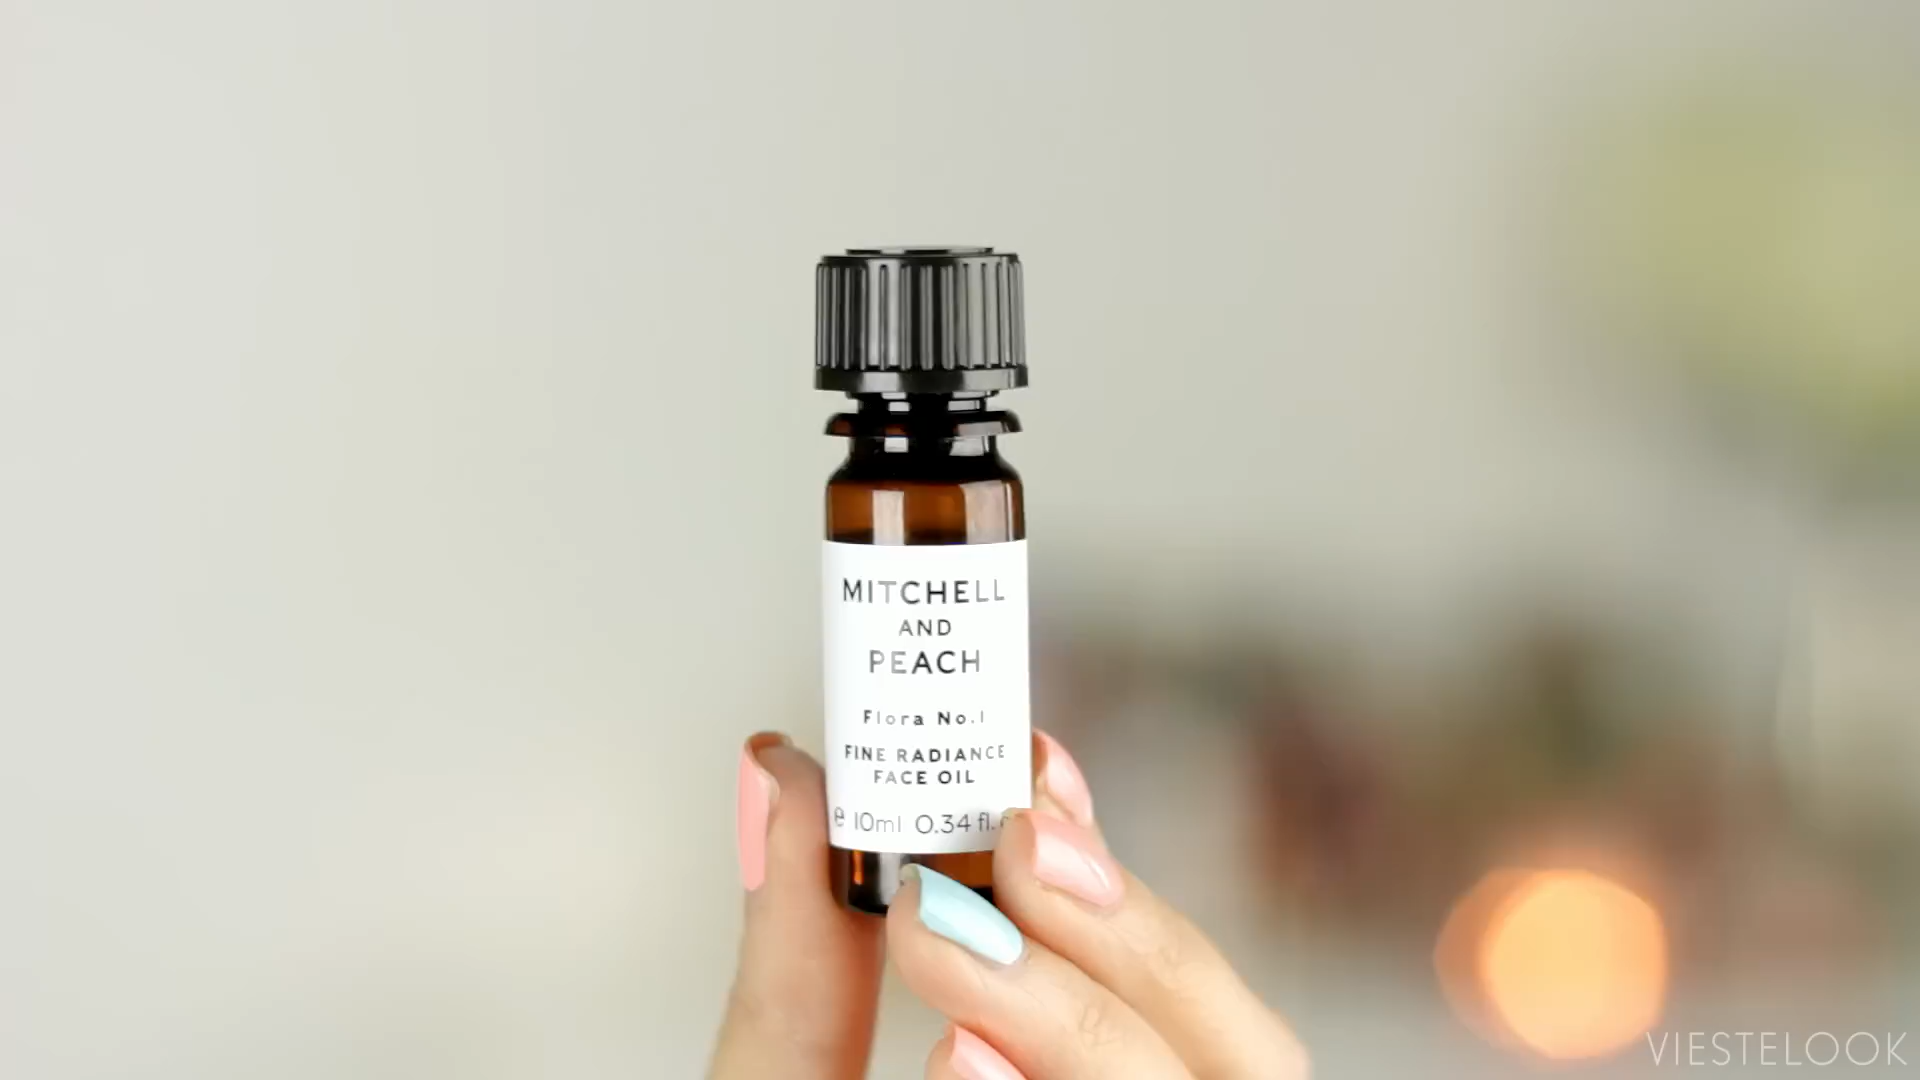 MITCHELL
AND
PEACH
Flora No.1
FINE RADIANCE
FACE OIL
e 10ml 0.34 fl.
VIESTELOOK